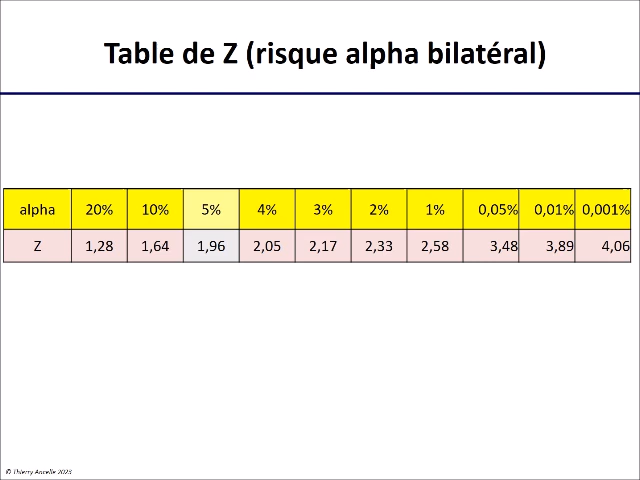 Table de Z (risque alpha bilatéral)
alpha 20% 10% 5% 4% 3% 2% 1% 0,05% 0,01% 0,001%
Z 1,28 1,64 1,96 2,05 2,17 2,33 2,58 3,48 3,89 4,06
© Thierry Ancelle 2023